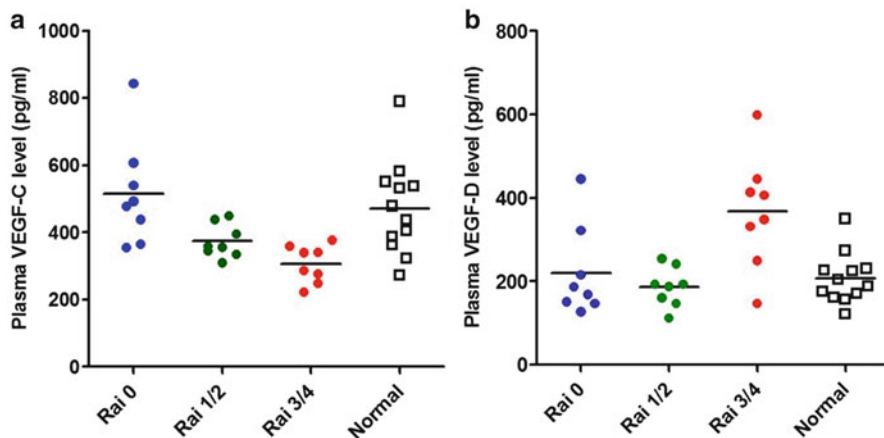 a
Plasma VEGF-C level (pg/ml)
1000
800
600
400
200
0
Rai 0
Rai 1/2
Rai 3/4
Normal
b
Plasma VEGF-D level (pg/ml)
800
600
400
200
0
Rai 0
Rai 1/2
Rai 3/4
Normal